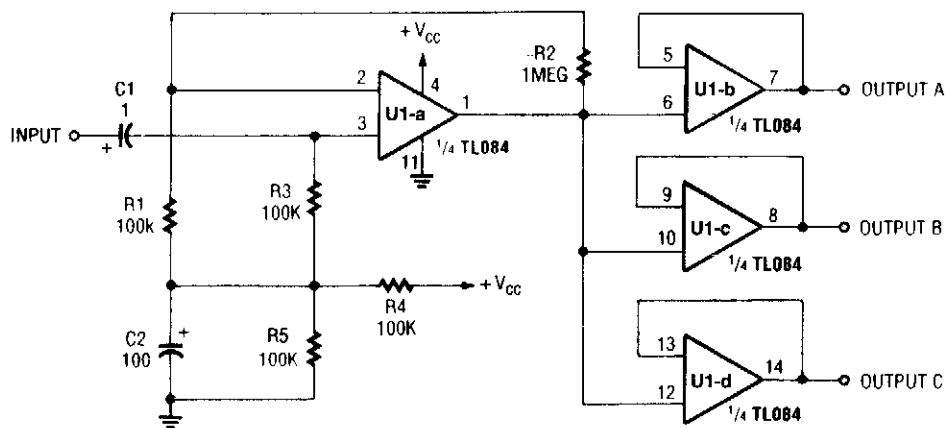 + VCC
R2
1MEG
C1
1
INPUT
+
2
3
4
1
11
U1-a
1/4 TL084
R1
100k
R3
100K
+ VCC
R4
100K
C2
100
+
R5
100K
5
6
7
U1-b
1/4 TL084
OUTPUT A
9
10
8
U1-c
1/4 TL084
OUTPUT B
13
12
14
U1-d
1/4 TL084
OUTPUT C